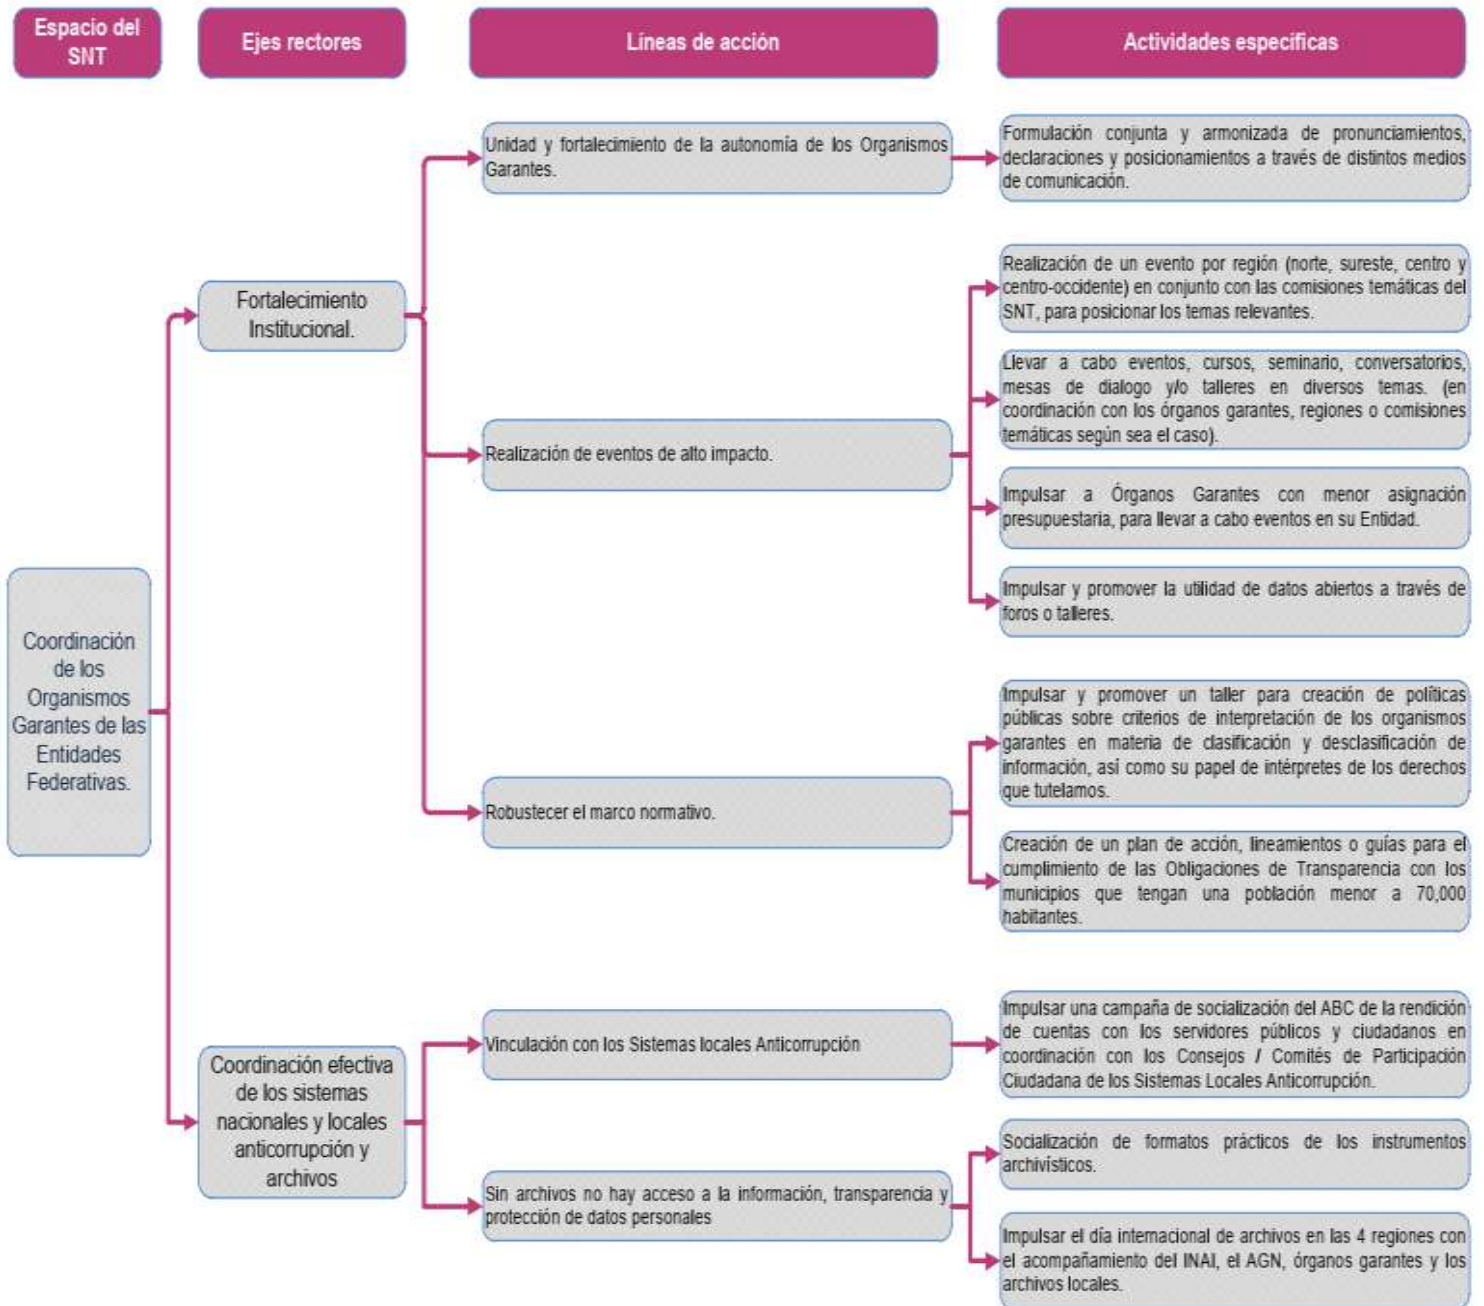 Espacio del
SNT
Ejes rectores
Líneas de acción
Actividades específicas
Coordinación
de los
Organismos
Garantes de las
Entidades
Federativas.
Fortalecimiento
Institucional.
Unidad y fortalecimiento de la autonomía de los Organismos
Garantes.
Formulación conjunta y armonizada de pronunciamientos,
declaraciones y posicionamientos a través de distintos medios
de comunicación.
Realización de eventos de alto impacto.
Realización de un evento por región (norte, sureste, centro y
centro-occidente) en conjunto con las comisiones temáticas del
SNT, para posicionar los temas relevantes.
Llevar a cabo eventos, cursos, seminario, conversatorios,
mesas de dialogo y/o talleres en diversos temas. (en
coordinación con los órganos garantes, regiones o comisiones
temáticas según sea el caso).
Impulsar a Órganos Garantes con menor asignación
presupuestaria, para llevar a cabo eventos en su Entidad.
Impulsar y promover la utilidad de datos abiertos a través de
foros o talleres.
Robustecer el marco normativo.
Impulsar y promover un taller para creación de políticas
públicas sobre criterios de interpretación de los organismos
garantes en materia de clasificación y desclasificación de
información, así como su papel de intérpretes de los derechos
que tutelamos.
Creación de un plan de acción, lineamientos o guías para el
cumplimiento de las Obligaciones de Transparencia con los
municipios que tengan una población menor a 70,000
habitantes.
Coordinación efectiva
de los sistemas
nacionales y locales
anticorrupción y
archivos
Vinculación con los Sistemas locales Anticorrupción
Impulsar una campaña de socialización del ABC de la rendición
de cuentas con los servidores públicos y ciudadanos en
coordinación con los Consejos / Comités de Participación
Ciudadana de los Sistemas Locales Anticorrupción.
Sin archivos no hay acceso a la información, transparencia y
protección de datos personales
Socialización de formatos prácticos de los instrumentos
archivísticos.
Impulsar el día internacional de archivos en las 4 regiones con
el acompañamiento del INAI, el AGN, órganos garantes y los
archivos locales.